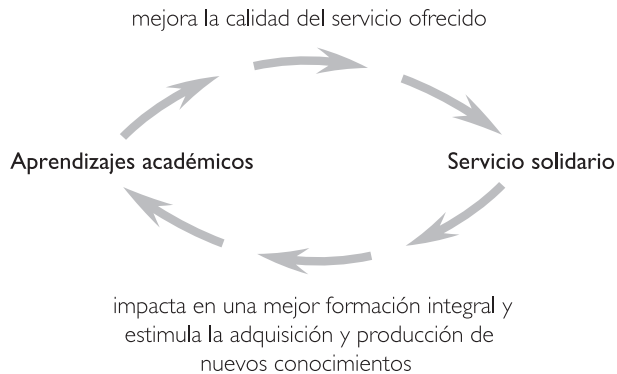 mejora la calidad del servicio ofrecido
Aprendizajes académicos
Servicio solidario
impacta en una mejor formación integral y
estimula la adquisición y producción de
nuevos conocimientos